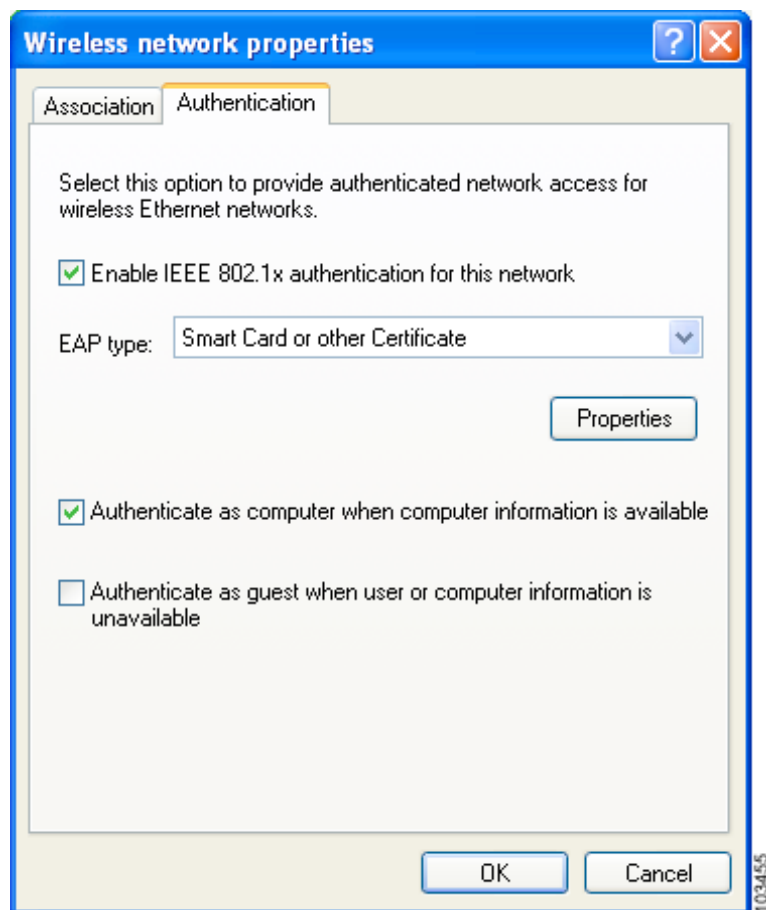 Wireless network properties
Association
Authentication
Select this option to provide authenticated network access for
wireless Ethernet networks.
Enable IEEE 802.1x authentication for this network
EAP type:
Smart Card or other Certificate
Properties
Authenticate as computer when computer information is available
Authenticate as guest when user or computer information is
unavailable
OK
Cancel
103455